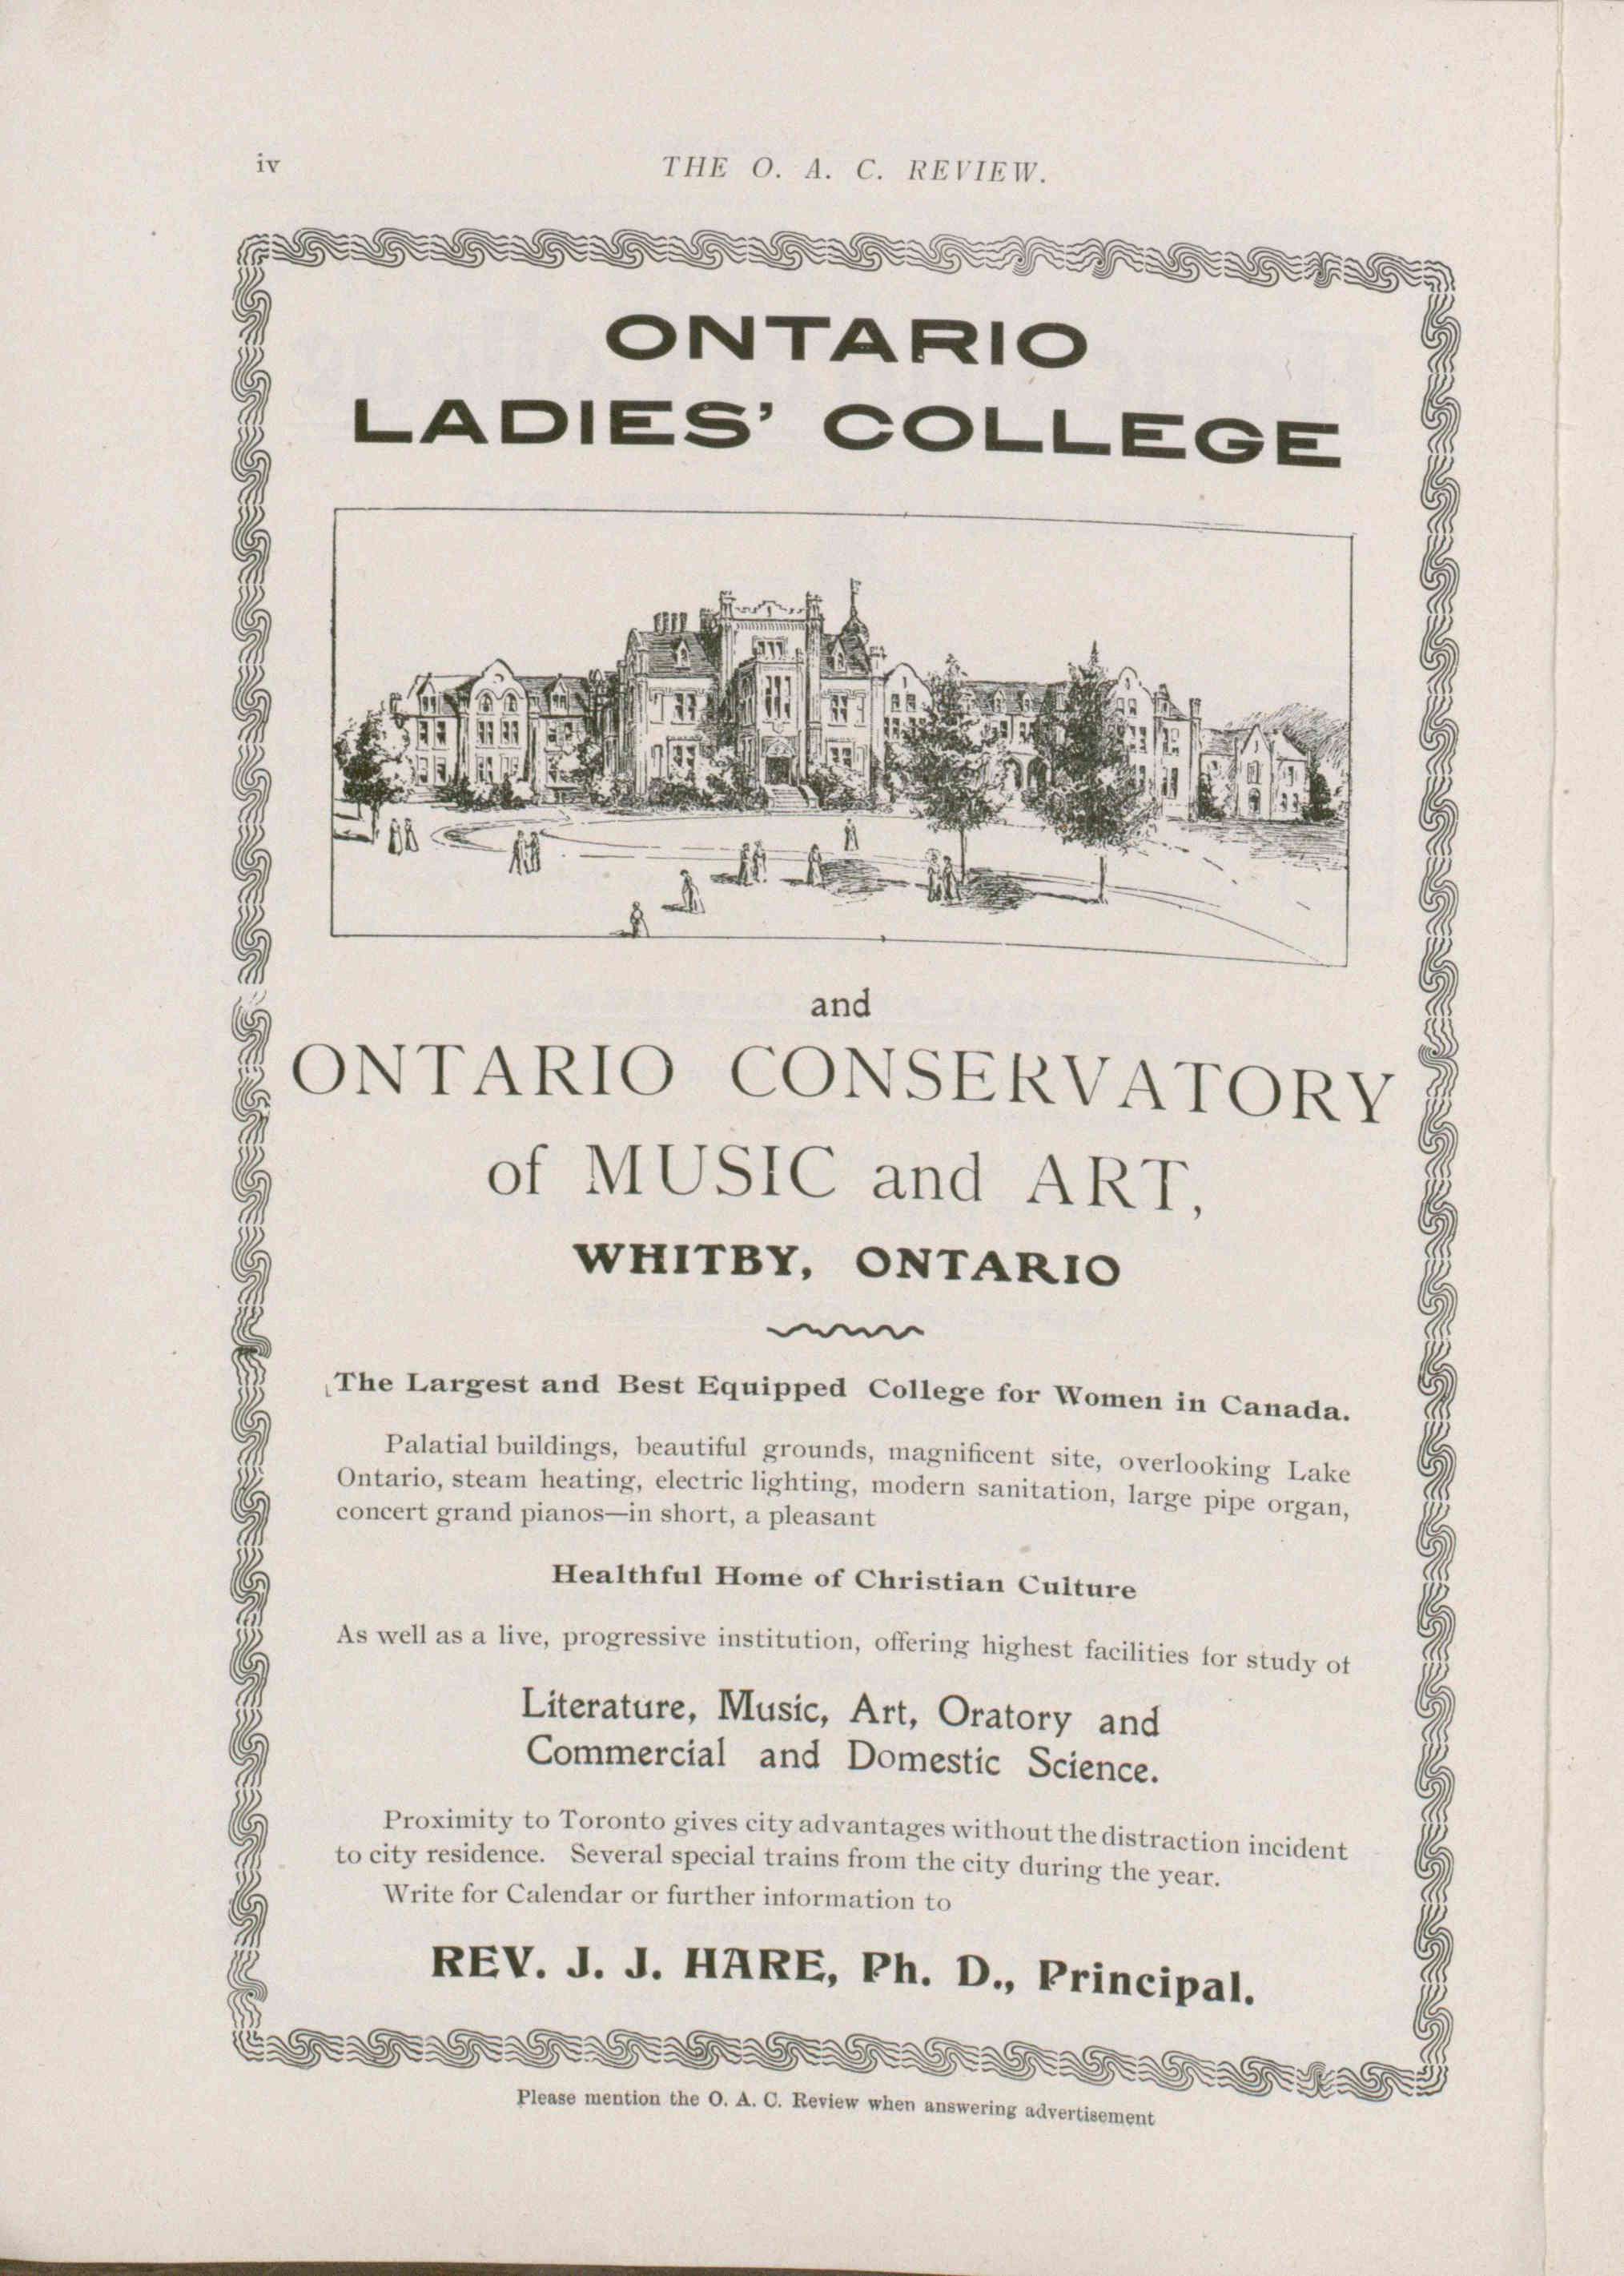 iv
THE O. A. C. REVIEW.
ONTARIO
LADIES' COLLEGE
and
ONTARIO CONSERVATORY
of MUSIC and ART,
WHITBY, ONTARIO
The Largest and Best Equipped College for Women in Canada.
Palatial buildings, beautiful grounds, magnificent site, overlooking Lake
Ontario, steam heating, electric lighting, modern sanitation, large pipe organ,
concert grand pianos—in short, a pleasant
Healthful Home of Christian Culture
As well as a live, progressive institution, offering highest facilities for study of
Literature, Music, Art, Oratory and
Commercial and Domestic Science.
Proximity to Toronto gives city advantages without the distraction incident
to city residence. Several special trains from the city during the year.
Write for Calendar or further information to
REV. J. J. HARE, Ph. D., Principal.
Please mention the O. A. C. Review when answering advertisement